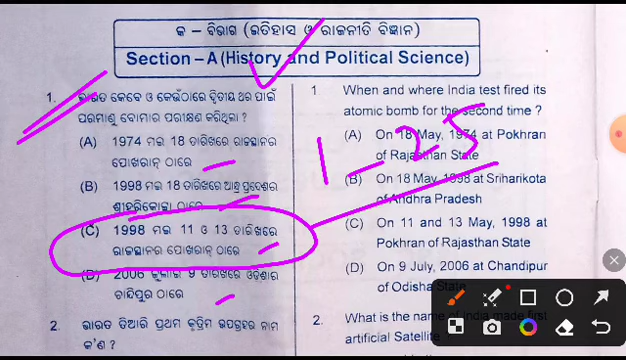 କ – ବିଭାଗ (ଇତିହାସ ଓ ରାଜନୀତି ବିଜ୍ଞାନ)
Section – A (History and Political Science)
1. ଭାରତ କେବେ ଓ କେଉଁଠାରେ ଦ୍ୱିତୀୟ ଥର ପାଇଁ
ପରମାଣୁ ବୋମାର ପରୀକ୍ଷଣ କରିଥିଲା ?
(A) 1974 ମଇ 18 ତାରିଖରେ ରାଜସ୍ଥାନର
ପୋଖରାନ୍ ଠାରେ
(B) 1998 ମଇ 18 ତାରିଖରେ ଆନ୍ଧ୍ର ପ୍ରଦେଶର
ଶ୍ରୀହରିକୋଟା ଠାରେ
(C) 1998 ମଇ 11 ଓ 13 ତାରିଖରେ
ରାଜସ୍ଥାନର ପୋଖରାନ୍ ଠାରେ
(D) 2006 ଜୁଲାଇ 9 ତାରିଖରେ ଓଡ଼ିଶାର
ଚାନ୍ଦିପୁର ଠାରେ
2. ଭାରତ ତିଆରି ପ୍ରଥମ କୃତ୍ରିମ ଉପଗ୍ରହର ନାମ
କ'ଣ ?
1 When and where India test fired its
atomic bomb for the second time ?
(A) On 18 May, 1974 at Pokhran
of Rajasthan State
(B) On 18 May, 1998 at Sriharikota
of Andhra Pradesh
(C) On 11 and 13 May, 1998 at
Pokhran of Rajasthan State
(D) On 9 July, 2006 at Chandipur
of Odisha State
2. What is the name of India made first
artificial Satellite ?
1-25